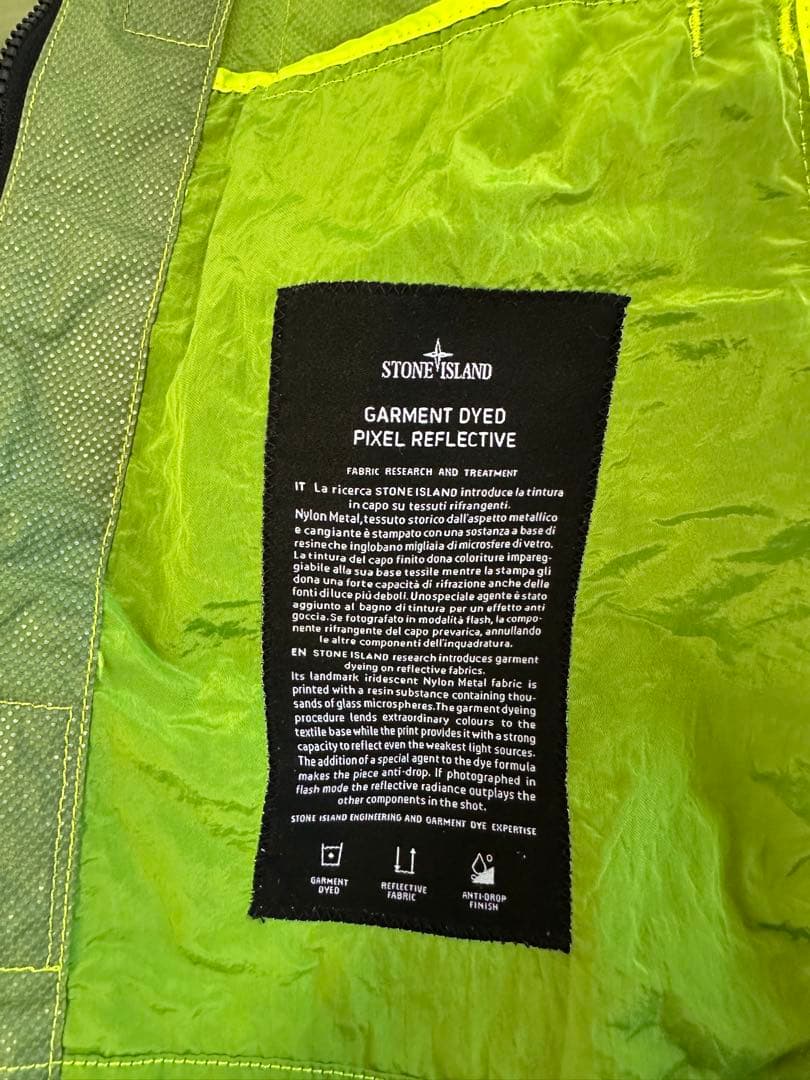 STONE ISLAND
GARMENT DYED
PIXEL REFLECTIVE
FABRIC RESEARCH AND TREATMENT
IT La ricerca STONE ISLAND introduce la tintura
in capo su tessuti rifrangenti.
Nylon Metal, tessuto storico dall'aspetto metallico
e cangiante è stampato con una sostanza a base di
resine che inglobano migliaia di microsfere di vetro.
La tintura del capo finito dona coloriture impareg-
giabile alla sua base tessile mentre la stampa gli
dona una forte capacità di rifrazione anche delle
fonti di luce più deboli. Uno speciale agente è stato
aggiunto al bagno di tintura per un effetto anti
goccia. Se fotografato in modalità flash, la compo-
nente rifrangente del capo prevarica, annullando
le altre componenti dell'inquadratura.
EN STONE ISLAND research introduces garment
dyeing on reflective fabrics.
Its landmark iridescent Nylon Metal fabric is
printed with a resin substance containing thou-
sands of glass microspheres. The garment dyeing
procedure lends extraordinary colours to the
textile base while the print provides it with a strong
capacity to reflect even the weakest light sources.
The addition of a special agent to the dye formula
makes the piece anti-drop. If photographed in
flash mode the reflective radiance outplays the
other components in the shot.
STONE ISLAND ENGINEERING AND GARMENT DYE EXPERTISE
GARMENT
DYED
REFLECTIVE
FABRIC
ANTI-DROP
FINISH